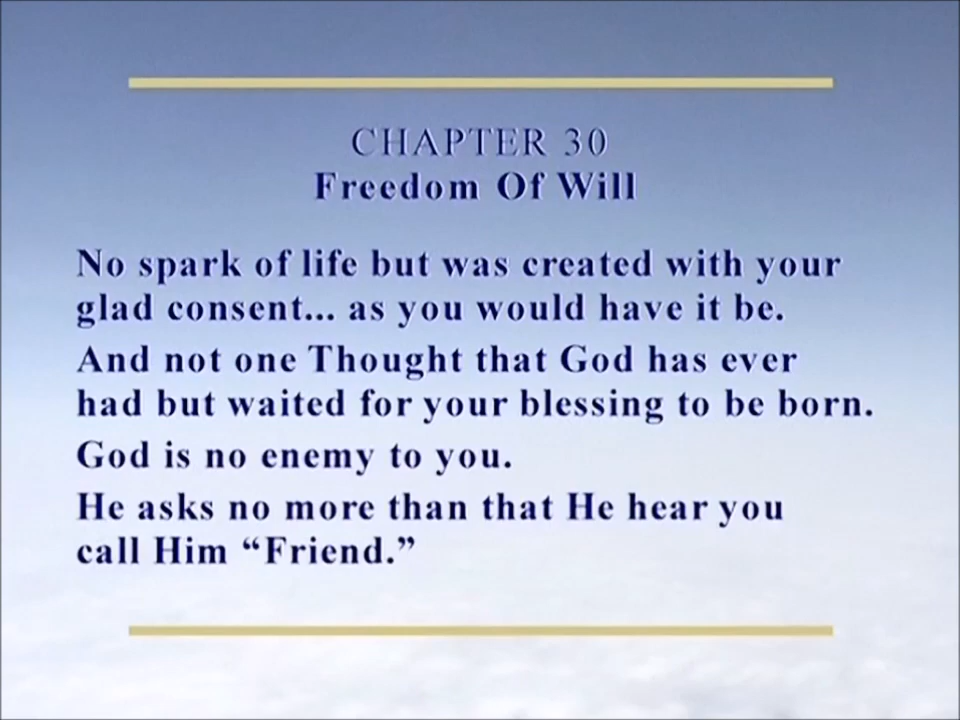 CHAPTER 30
Freedom Of Will
No spark of life but was created with your
glad consent... as you would have it be.
And not one Thought that God has ever
had but waited for your blessing to be born.
God is no enemy to you.
He asks no more than that He hear you
call Him “Friend.”